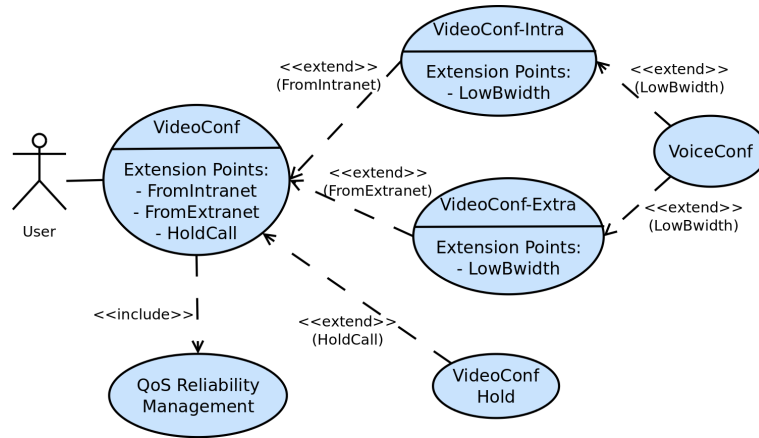 VideoConf-Intra
Extension Points:
- LowBwidth
<<extend>>
(FromIntranet)
<<extend>>
(LowBwidth)
VideoConf
Extension Points:
- FromIntranet
- FromExtranet
- HoldCall
User
VoiceConf
<<extend>>
(FromExtranet)
VideoConf-Extra
Extension Points:
- LowBwidth
<<extend>>
(LowBwidth)
<<include>>
<<extend>>
(HoldCall)
QoS Reliability
Management
VideoConf
Hold